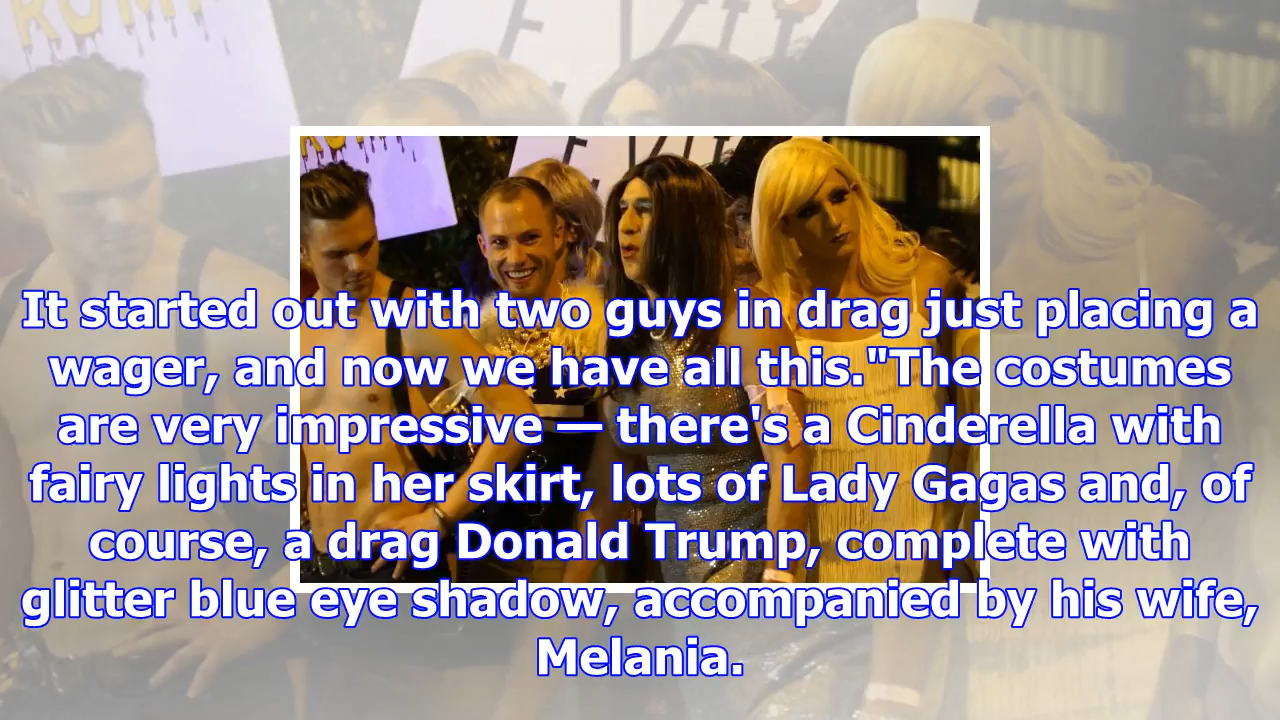 It started out with two guys in drag just placing a
wager, and now we have all this."The costumes
are very impressive — there's a Cinderella with
fairy lights in her skirt, lots of Lady Gagas and, of
course, a drag Donald Trump, complete with
glitter blue eye shadow, accompanied by his wife,
Melania.